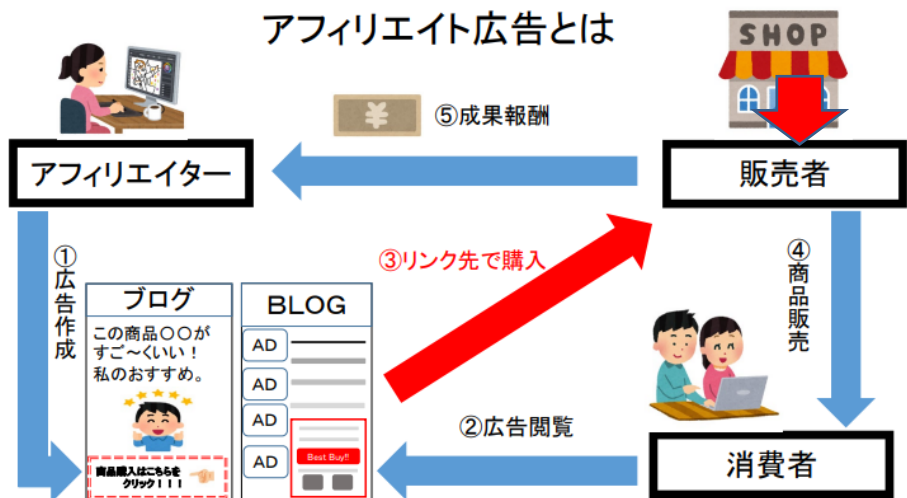 アフィリエイト広告とは
SHOP
¥
⑤成果報酬
アフィリエイター
販売者
①広告作成
③リンク先で購入
④商品販売
ブログ
この商品〇〇が
すご~くいい!
私のおすすめ。
商品購入はこちらを
クリック!!!
BLOG
AD
AD
AD
AD
Best Buy!!
②広告閲覧
消費者